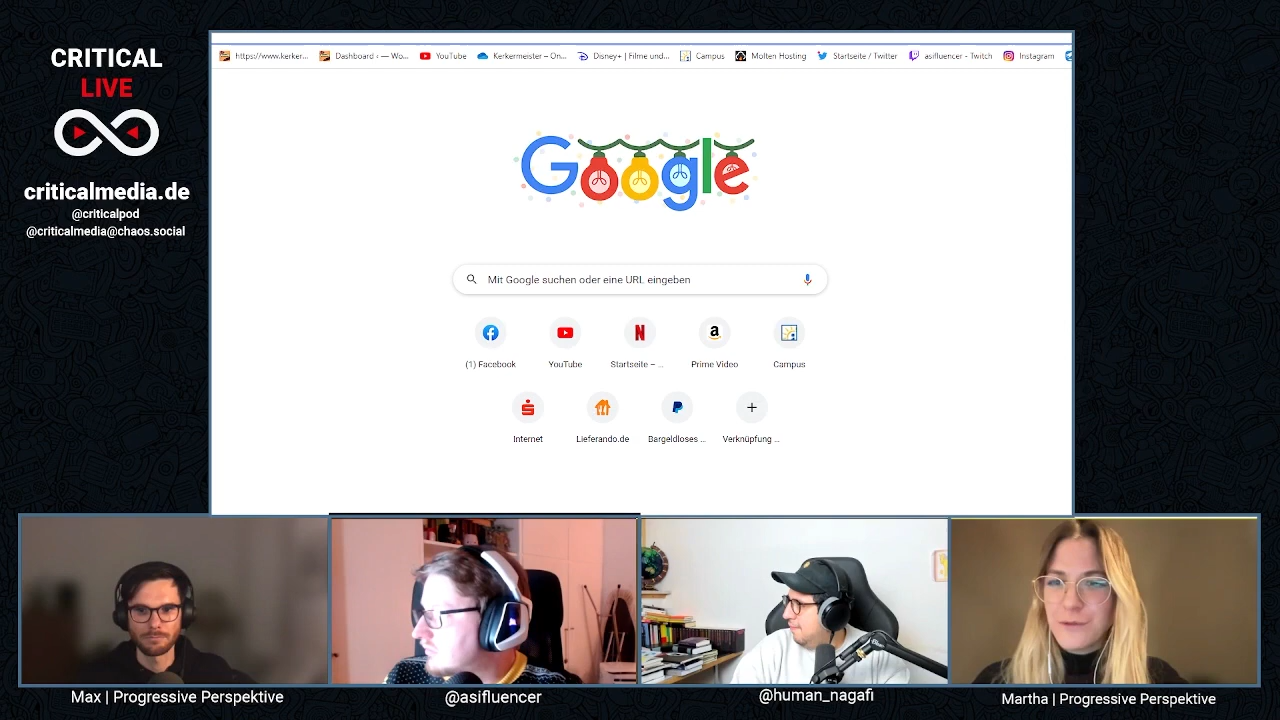 CRITICAL
LIVE
criticalmedia.de
@criticalpod
@criticalmedia@chaos.social
https://www.kerker... Dashboard ‹ — Wo... YouTube Kerkermeister – On... Disney+ | Filme und... Campus Molten Hosting Startseite / Twitter asifluencer - Twitch Instagram
Google
Mit Google suchen oder eine URL eingeben
(1) Facebook YouTube Startseite – ... Prime Video Campus
Internet Lieferando.de Bargeldloses ... Verknüpfung ...
Max | Progressive Perspektive
@asifluencer
@human_nagafi
Martha | Progressive Perspektive